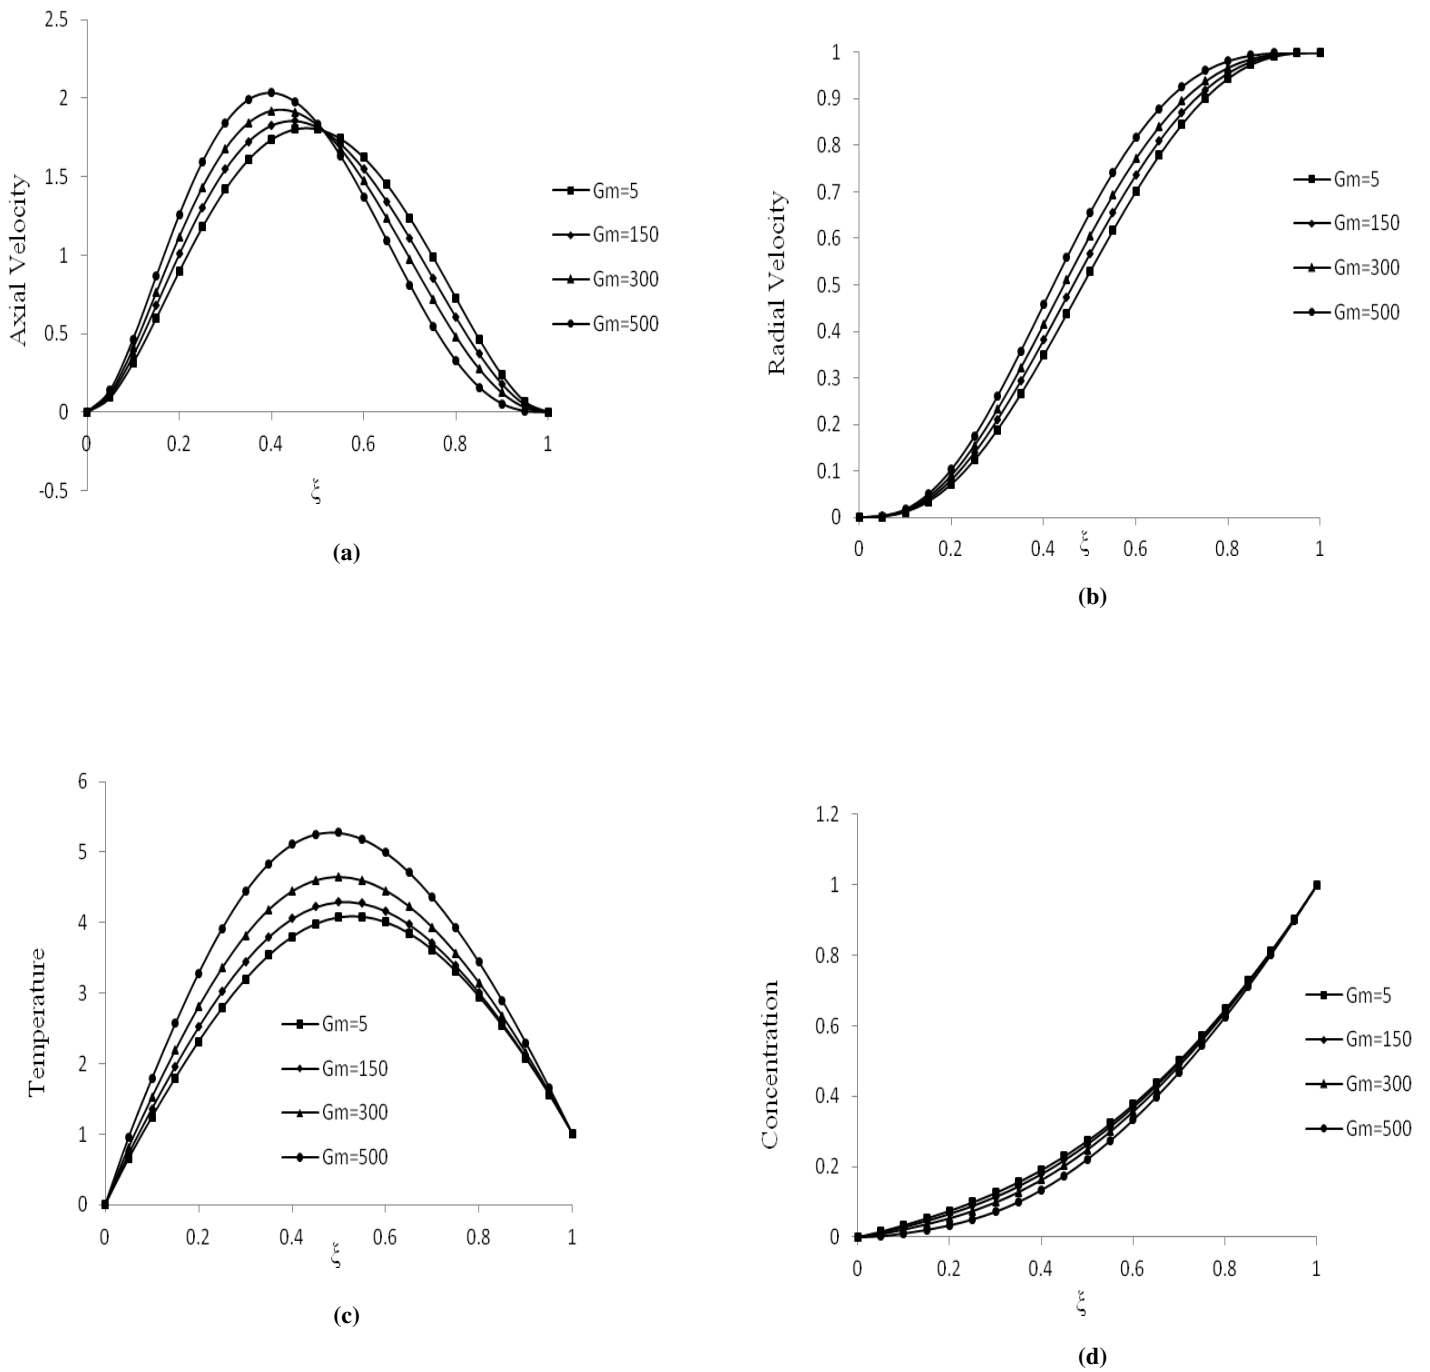 2.5
2
1.5
1
0.5
0
-0.5
0
0.2
0.4
0.6
0.8
1
Axial Velocity
ξ
Gm=5
Gm=150
Gm=300
Gm=500
(a)
1
0.9
0.8
0.7
0.6
0.5
0.4
0.3
0.2
0.1
0
0
0.2
0.4
0.6
0.8
1
Radial Velocity
ξ
Gm=5
Gm=150
Gm=300
Gm=500
(b)
6
5
4
3
2
1
0
0
0.2
0.4
0.6
0.8
1
Temperature
ξ
Gm=5
Gm=150
Gm=300
Gm=500
(c)
1.2
1
0.8
0.6
0.4
0.2
0
0
0.2
0.4
0.6
0.8
1
Concentration
ξ
Gm=5
Gm=150
Gm=300
Gm=500
(d)